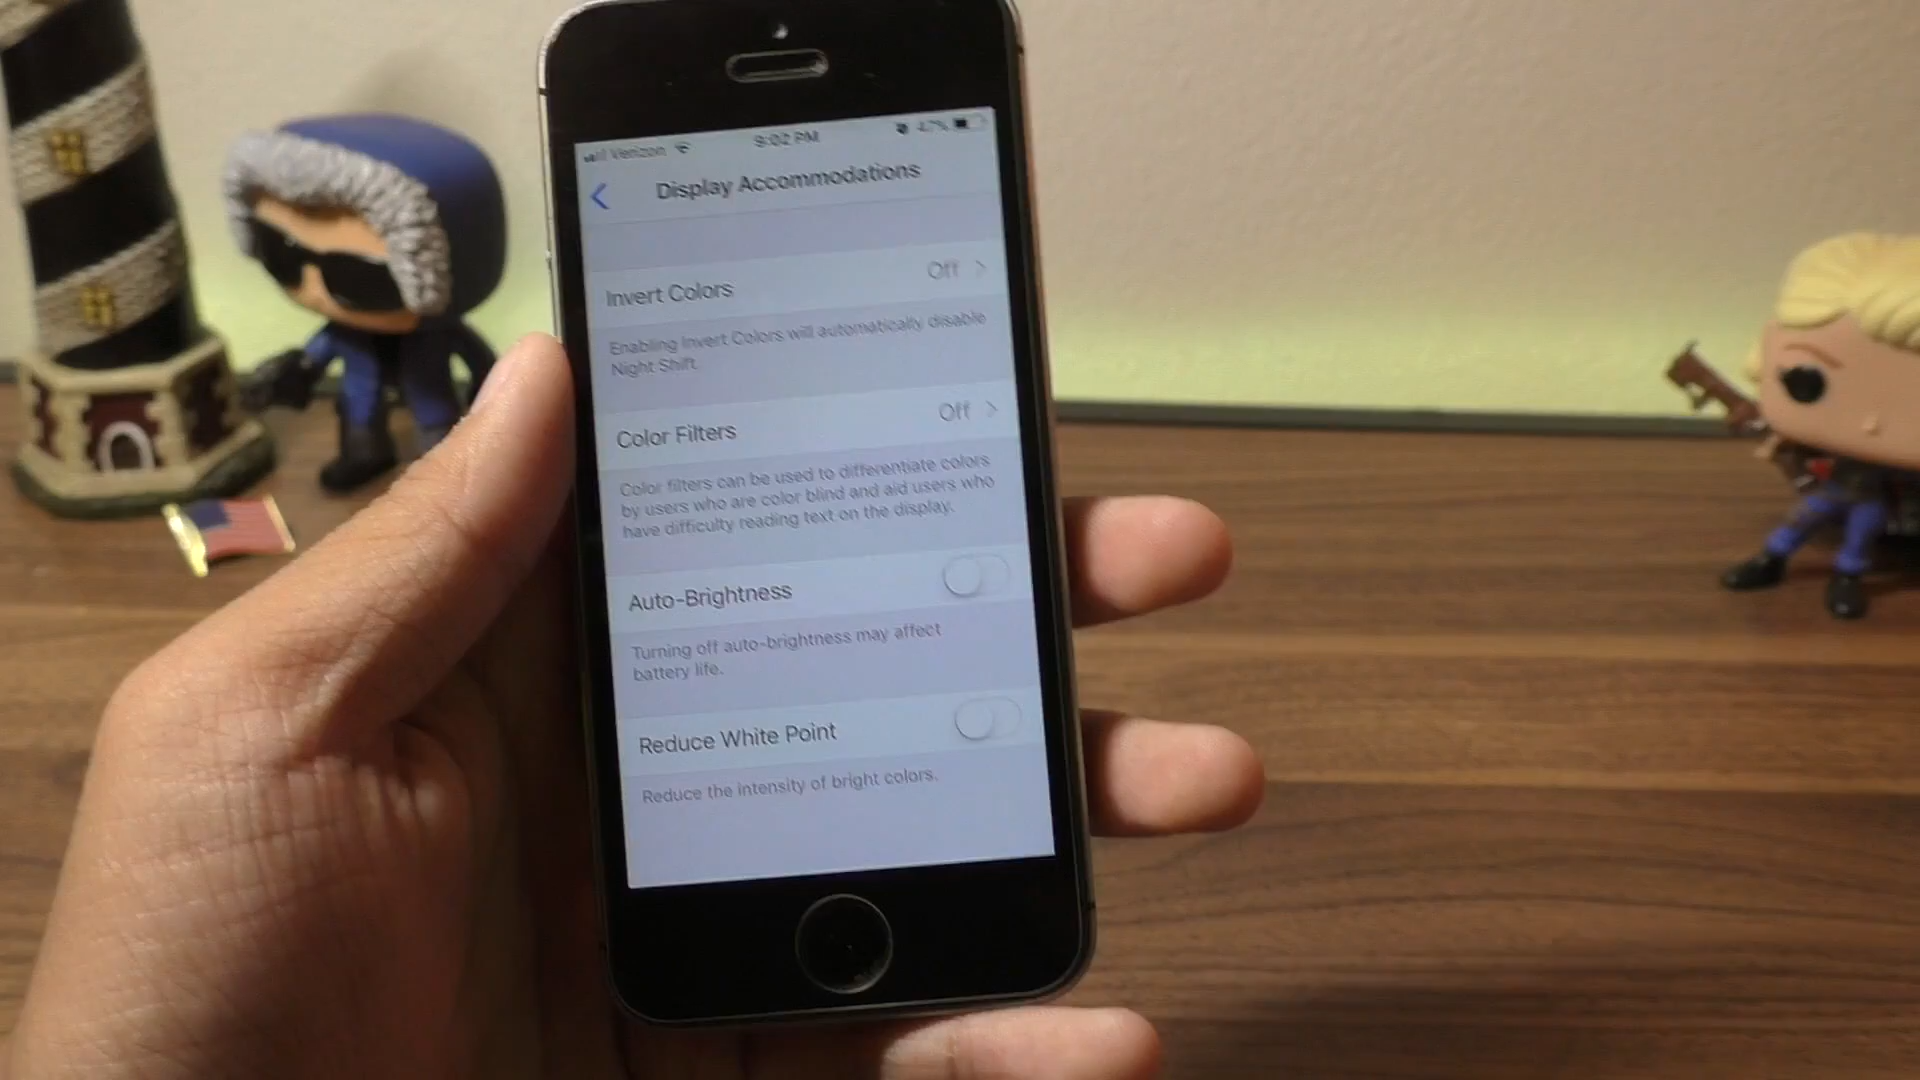 Verizon 9:02 PM 47%
Display Accommodations
Invert Colors Off
Enabling Invert Colors will automatically disable
Night Shift.
Color Filters Off
Color filters can be used to differentiate colors
by users who are color blind and aid users who
have difficulty reading text on the display.
Auto-Brightness
Turning off auto-brightness may affect
battery life.
Reduce White Point
Reduce the intensity of bright colors.